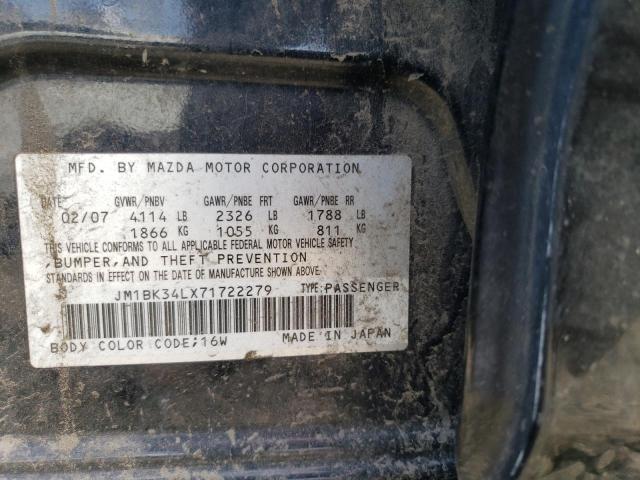 MFD. BY MAZDA MOTOR CORPORATION
DATE GVWR/PNBV GAWR/PNBE FRT GAWR/PNBE RR
02/07 4114 LB 2326 LB 1788 LB
1866 KG 1055 KG 811 KG
THIS VEHICLE CONFORMS TO ALL APPLICABLE FEDERAL MOTOR VEHICLE SAFETY
,BUMPER,AND THEFT PREVENTION
STANDARDS IN EFFECT ON THE DATE OF MANUFACTURE SHOWN ABOVE.
JM1BK34LX71722279 TYPE:PASSENGER
BODY COLOR CODE;16W MADE IN JAPAN